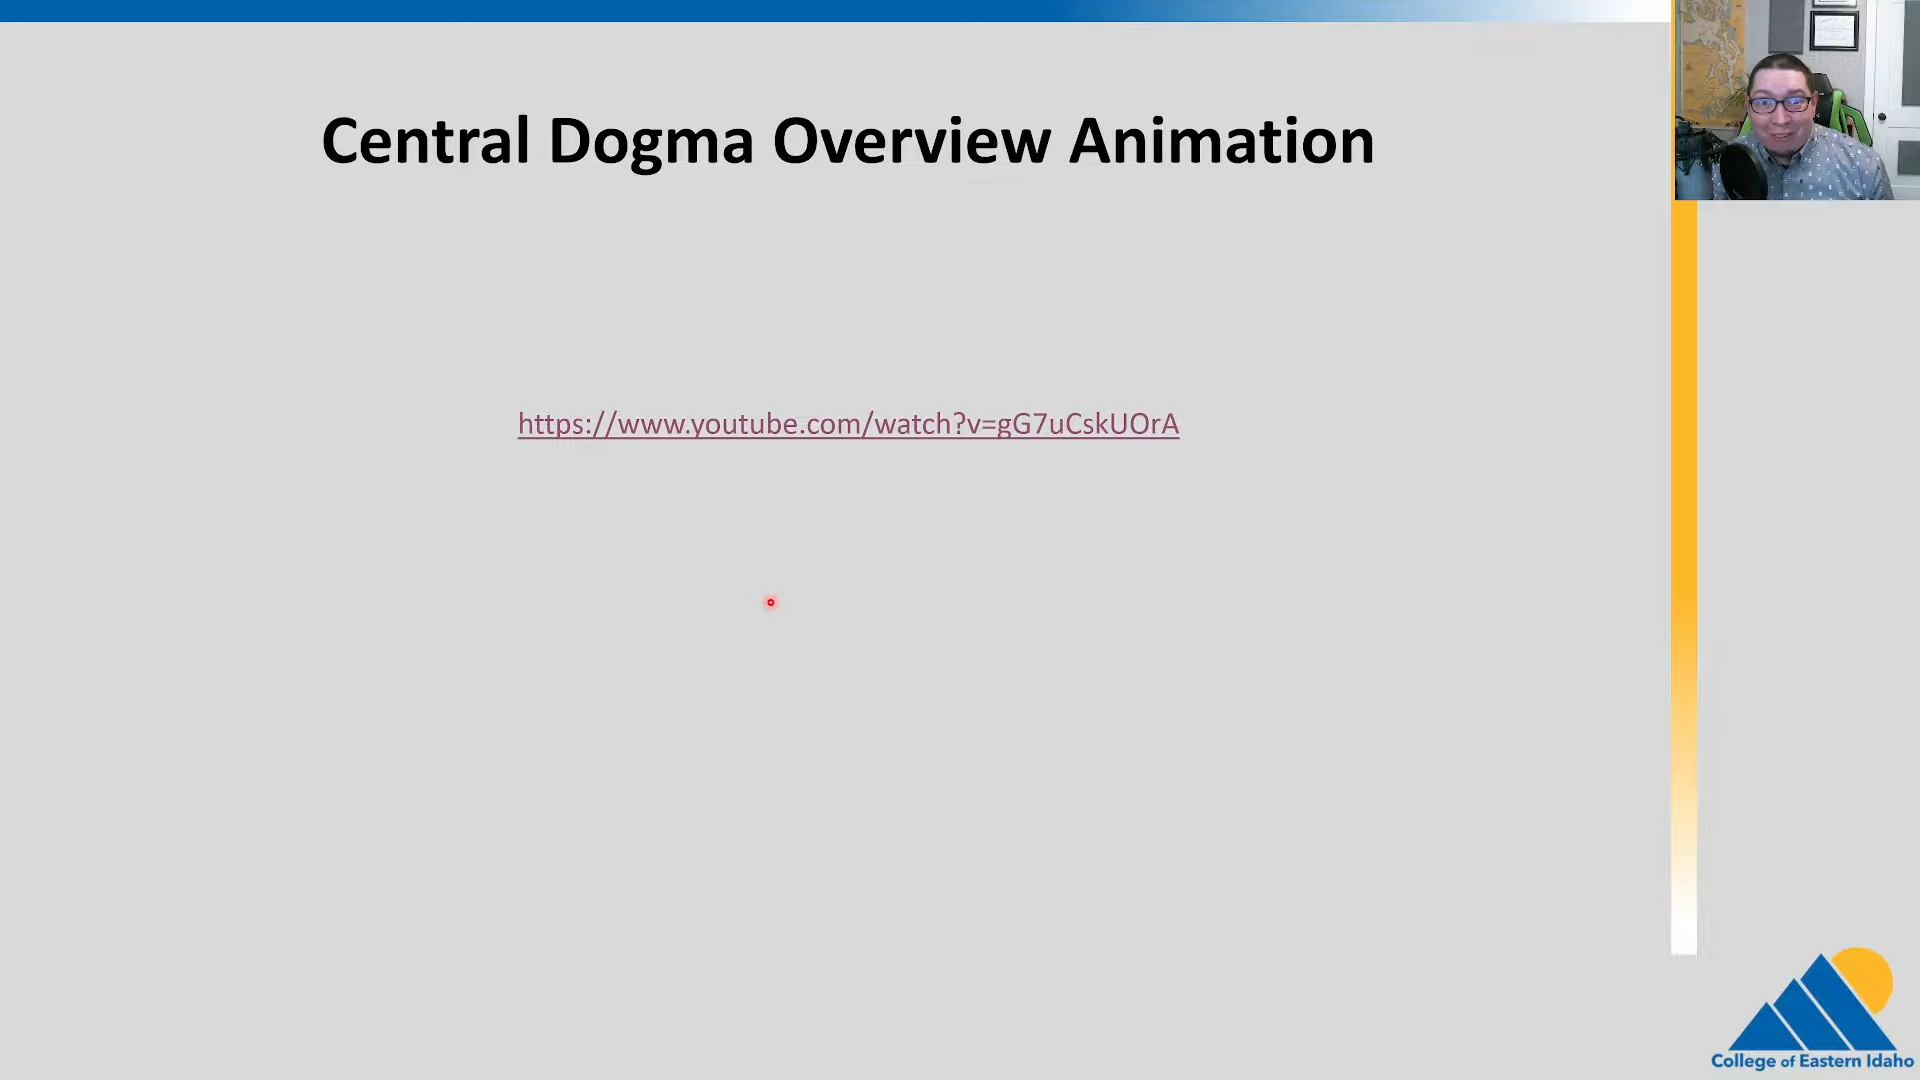 Central Dogma Overview Animation
https://www.youtube.com/watch?v=gG7uCskUOrA
College of Eastern Idaho